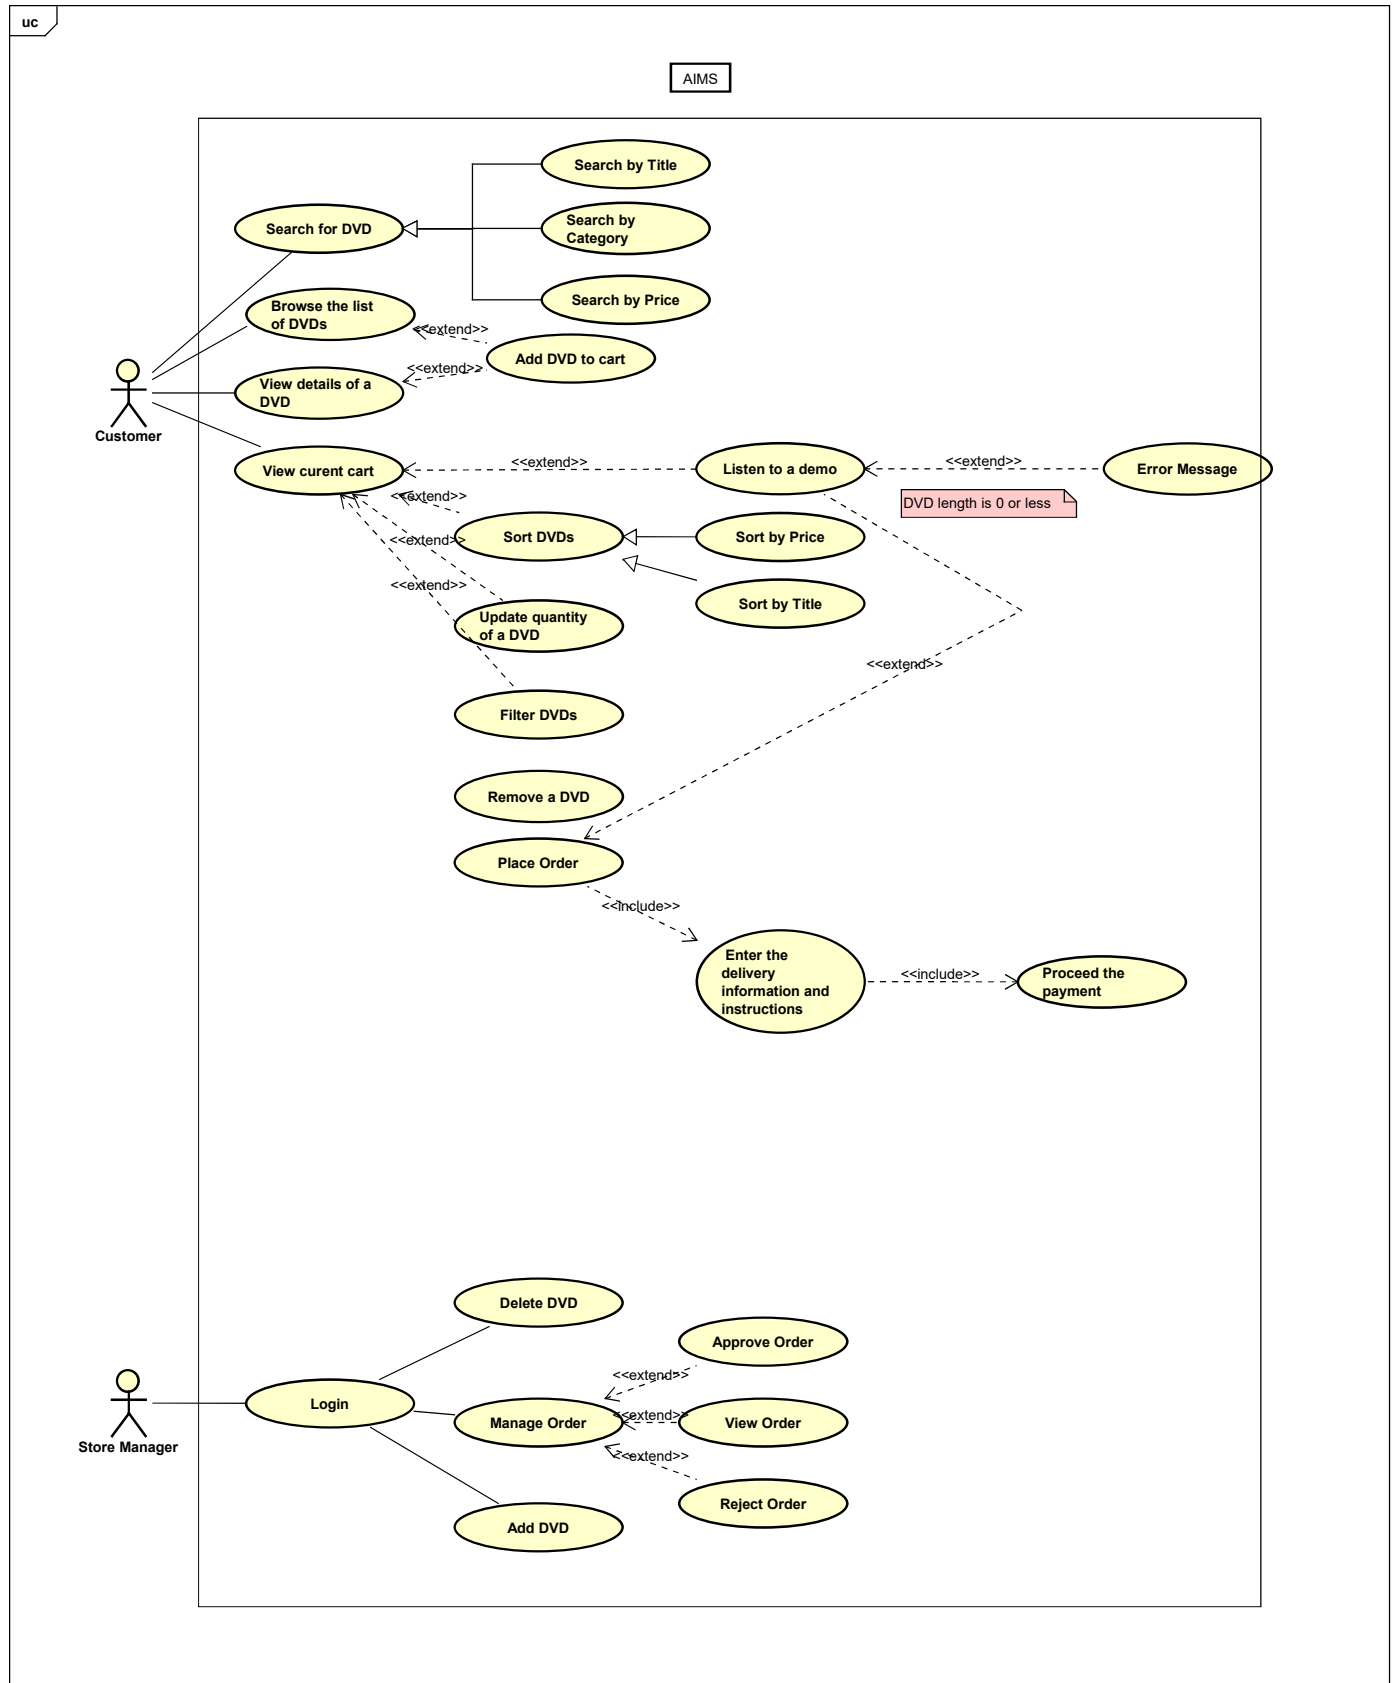 uc
AIMS
Search by Title
Search for DVD
Search by
Category
Search by Price
Browse the list
of DVDs
<<extend>>
Add DVD to cart
<<extend>>
View details of a
DVD
Customer
View curent cart
<<extend>>
Listen to a demo
<<extend>>
Error Message
DVD length is 0 or less
<<extend>>
Sort DVDs
Sort by Price
<<extend>>
<<extend>>
Sort by Title
Update quantity
of a DVD
<<extend>>
Filter DVDs
Remove a DVD
Place Order
<<include>>
Enter the
delivery
information and
instructions
<<include>>
Proceed the
payment
Delete DVD
Approve Order
<<extend>>
Login
Manage Order
<<extend>>
View Order
Store Manager
<<extend>>
Reject Order
Add DVD